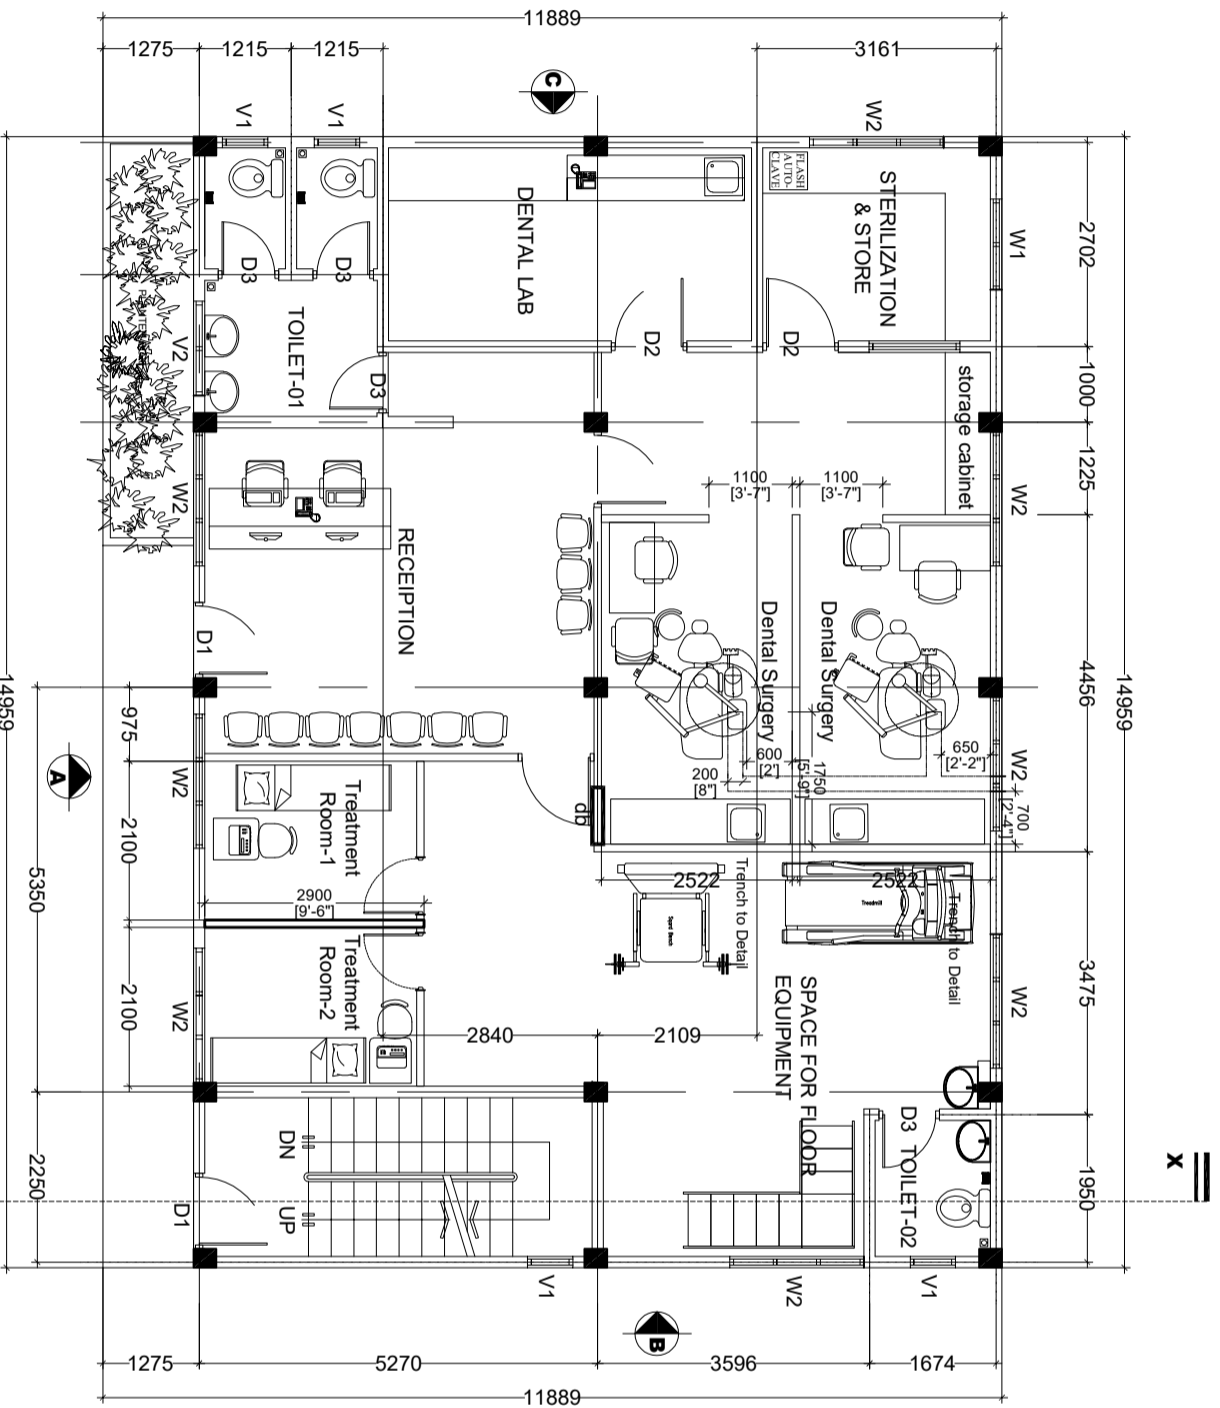 11889
1275
1215
1215
3161
C
V1
V1
W2
FLASH
AUTO-
CLAVE
STERILIZATION
& STORE
DENTAL LAB
W1
2702
D3
D3
D2
D2
TOILET-01
V2
D3
1000
storage cabinet
1225
W2
W2
1100
[3'-7"]
1100
[3'-7"]
RECEIPTION
D1
Dental Surgery
Dental Surgery
4456
14959
14959
975
A
W2
W2
600
[2']
200
[8"]
1750
[5'-9"]
650
[2'-2"]
700
[2'-4"]
db
Treatment
Room-1
2100
5350
2900
[9'-6"]
2522
2522
Treadmill
Trench to Detail
Trench to Detail
Treatment
Room-2
2100
W2
W2
3475
2840
2109
SPACE FOR FLOOR
EQUIPMENT
D3
TOILET-02
1950
X
DN
UP
2250
D1
V1
W2
V1
B
1275
5270
3596
1674
11889